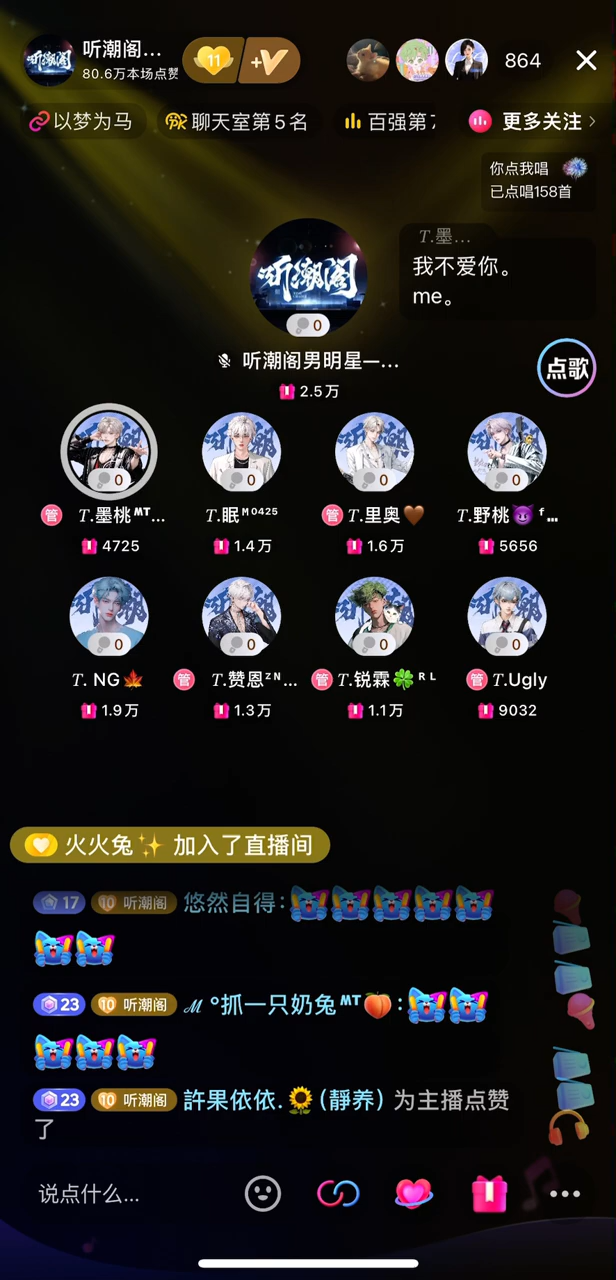 听潮阁...
80.6万本场点赞
11
+
864
以梦为马
聊天室第5名
百强第7
更多关注
你点我唱
已点唱158首
听潮阁
0
T.墨...
我不爱你。
me。
听潮阁男明星一...
2.5万
点歌
0
0
0
0
管 T.墨桃ᴹᵀ...
T.眠ᴹ⁰⁴²⁵
管 T.里奥🤎
T.野桃😈ᶠ...
4725
1.4万
1.6万
5656
0
0
0
0
T. NG🍁
管 T.赞恩ᶻᴺ...
管 T.锐霖🍀ᴿᴸ
管 T.Ugly
1.9万
1.3万
1.1万
9032
火火兔✨ 加入了直播间
17 10 听潮阁 悠然自得:
23 10 听潮阁 ℳ °抓一只奶兔ᴹᵀ🍑:
23 10 听潮阁 許果依依.🌻(靜养) 为主播点赞
了
说点什么...